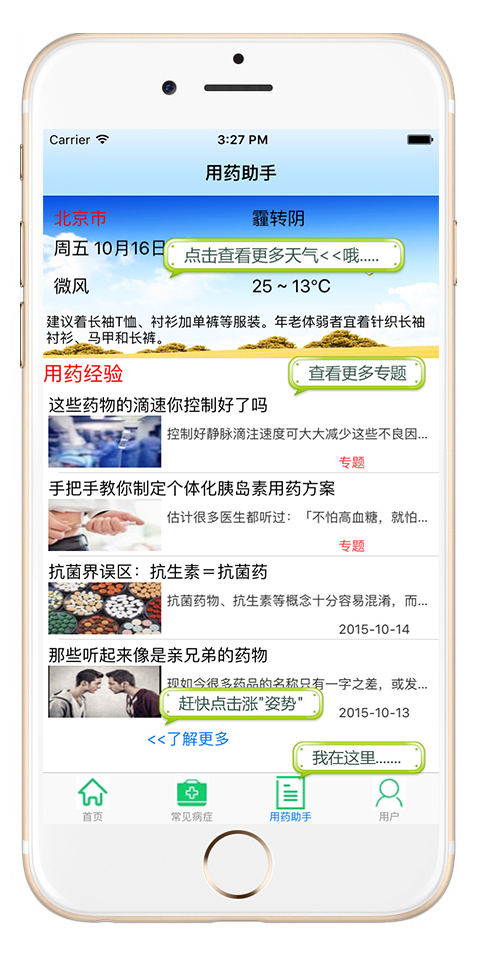 Carrier 3:27 PM
用药助手
北京市 霾转阴
周五 10月16日
点击查看更多天气<<哦.....
微风 25 ~ 13°C
建议着长袖T恤、衬衫加单裤等服装。年老体弱者宜着针织长袖
衬衫、马甲和长裤。
用药经验 查看更多专题
这些药物的滴速你控制好了吗
控制好静脉滴注速度可大大减少这些不良因...
专题
手把手教你制定个体化胰岛素用药方案
估计很多医生都听过：「不怕高血糖，就怕...
专题
抗菌界误区：抗生素＝抗菌药
抗菌药物、抗生素等概念十分容易混淆，而...
2015-10-14
那些听起来像是亲兄弟的药物
现如今很多药品的名称只有一字之差，或发...
赶快点击涨"姿势"
2015-10-13
<<了解更多
我在这里.......
首页 常见病症 用药助手 用户